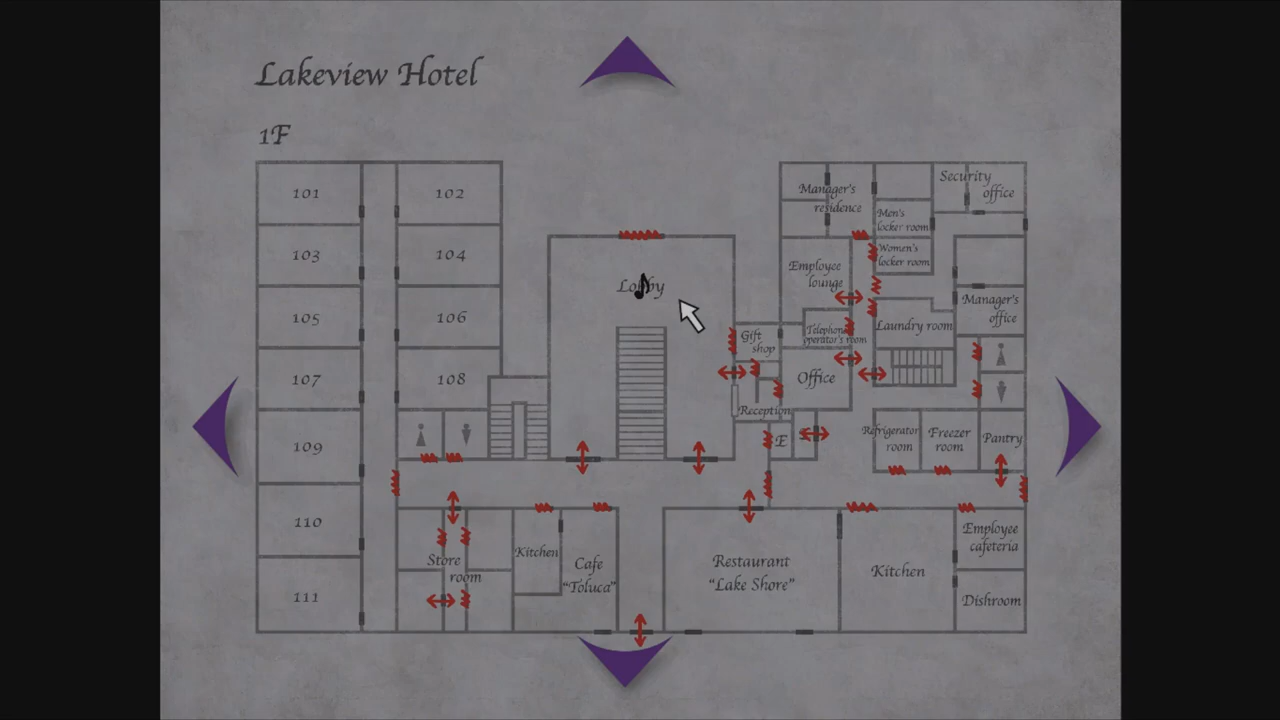 Lakeview Hotel
1F
101
102
103
104
105
106
107
108
109
110
111
Lobby
Manager's
residence
Security
office
Men's
locker room
Women's
locker room
Employee
lounge
Manager's
office
Telephone
operator's room
Laundry room
Gift
shop
Office
Reception
E
Refrigerator
room
Freezer
room
Pantry
Store
room
Kitchen
Cafe
"Toluca"
Restaurant
"Lake Shore"
Kitchen
Employee
cafeteria
Dishroom